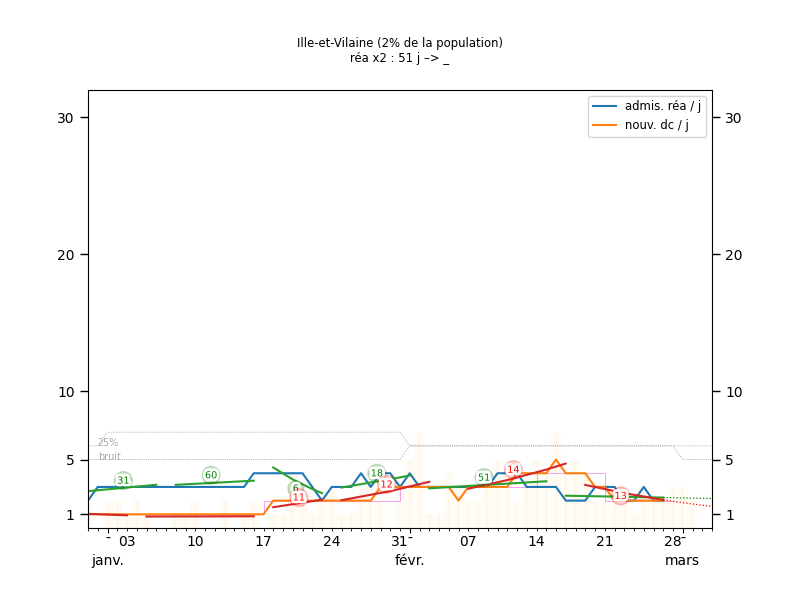 Ille-et-Vilaine (2% de la population)
réa x2 : 51 j –> _
admis. réa / j
nouv. dc / j
30 30
20 20
10 10
25%
bruit
5 5
31 60 6 11 18 12 51 14 13
1 1
03 10 17 24 31 07 14 21 28
janv. févr. mars